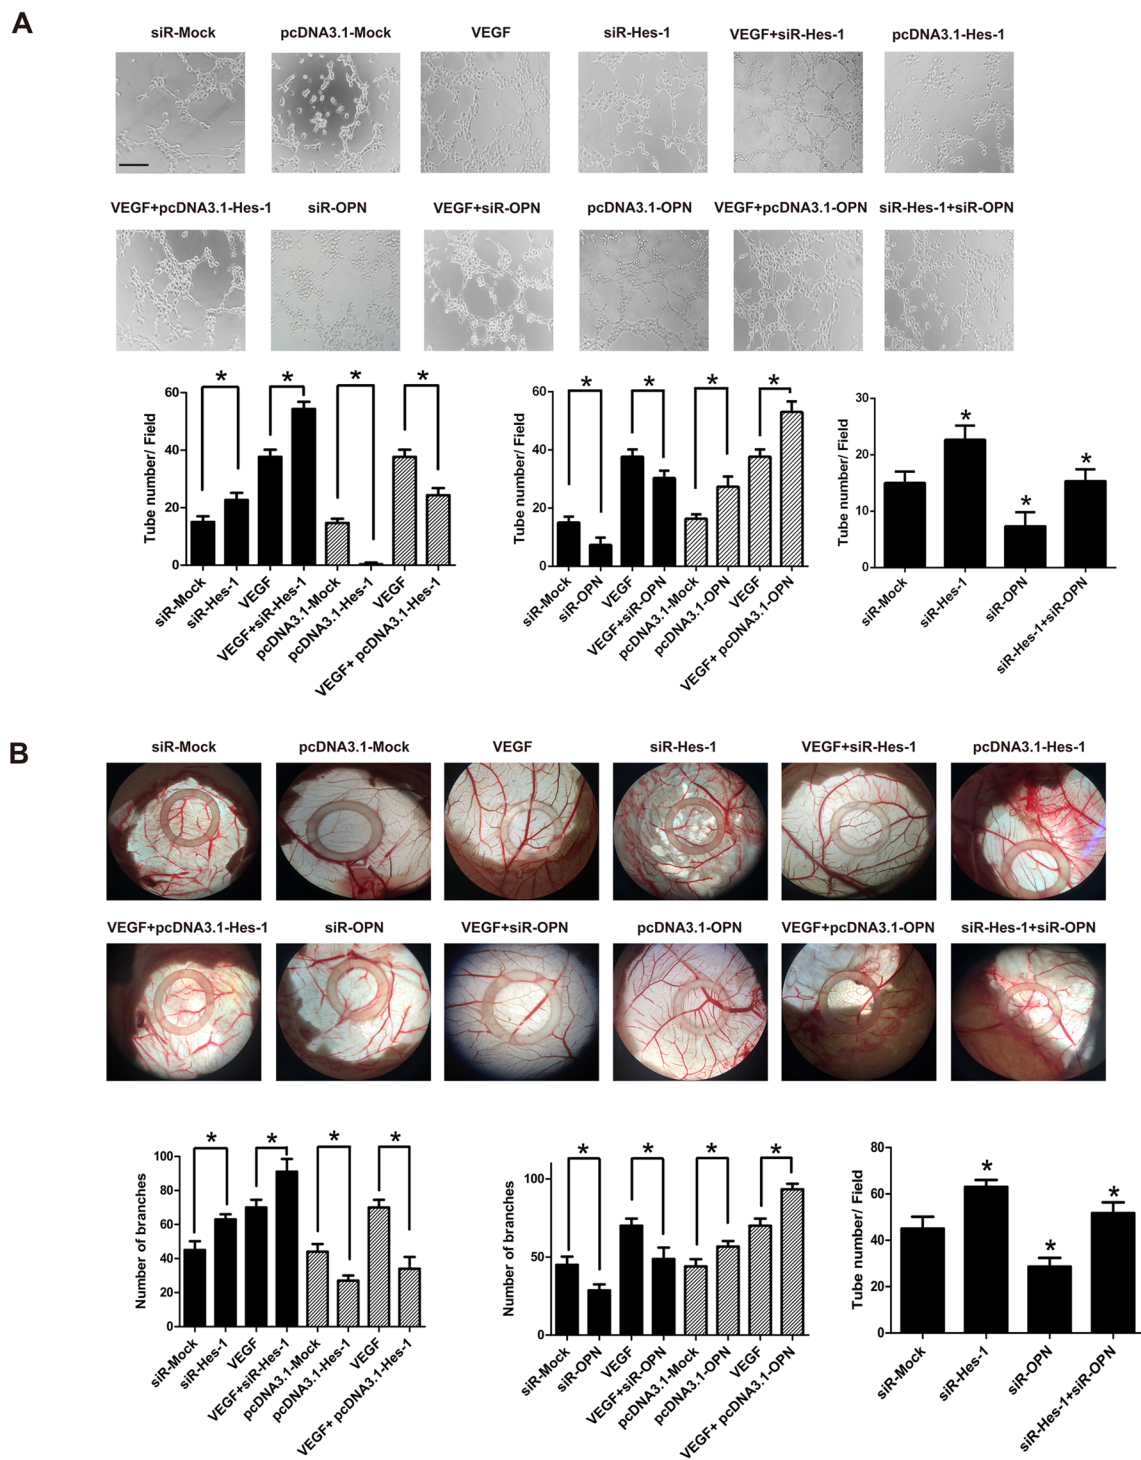 A
siR-Mock pcDNA3.1-Mock VEGF siR-Hes-1 VEGF+siR-Hes-1 pcDNA3.1-Hes-1
VEGF+pcDNA3.1-Hes-1 siR-OPN VEGF+siR-OPN pcDNA3.1-OPN VEGF+pcDNA3.1-OPN siR-Hes-1+siR-OPN
* * * *
Tube number/ Field
60
40
20
0
siR-Mock
siR-Hes-1
VEGF
VEGF+siR-Hes-1
pcDNA3.1-Mock
pcDNA3.1-Hes-1
VEGF
VEGF+ pcDNA3.1-Hes-1
* * * *
Tube number/ Field
60
40
20
0
siR-Mock
siR-OPN
VEGF
VEGF+siR-OPN
pcDNA3.1-Mock
pcDNA3.1-OPN
VEGF
VEGF+ pcDNA3.1-OPN
* * *
Tube number/ Field
30
20
10
0
siR-Mock
siR-Hes-1
siR-OPN
siR-Hes-1+siR-OPN
B
siR-Mock pcDNA3.1-Mock VEGF siR-Hes-1 VEGF+siR-Hes-1 pcDNA3.1-Hes-1
VEGF+pcDNA3.1-Hes-1 siR-OPN VEGF+siR-OPN pcDNA3.1-OPN VEGF+pcDNA3.1-OPN siR-Hes-1+siR-OPN
* * * *
Number of branches
100
80
60
40
20
0
siR-Mock
siR-Hes-1
VEGF
VEGF+siR-Hes-1
pcDNA3.1-Mock
pcDNA3.1-Hes-1
VEGF
VEGF+ pcDNA3.1-Hes-1
* * * *
Number of branches
100
50
0
siR-Mock
siR-OPN
VEGF
VEGF+siR-OPN
pcDNA3.1-Mock
pcDNA3.1-OPN
VEGF
VEGF+ pcDNA3.1-OPN
* * *
Tube number/ Field
80
60
40
20
0
siR-Mock
siR-Hes-1
siR-OPN
siR-Hes-1+siR-OPN